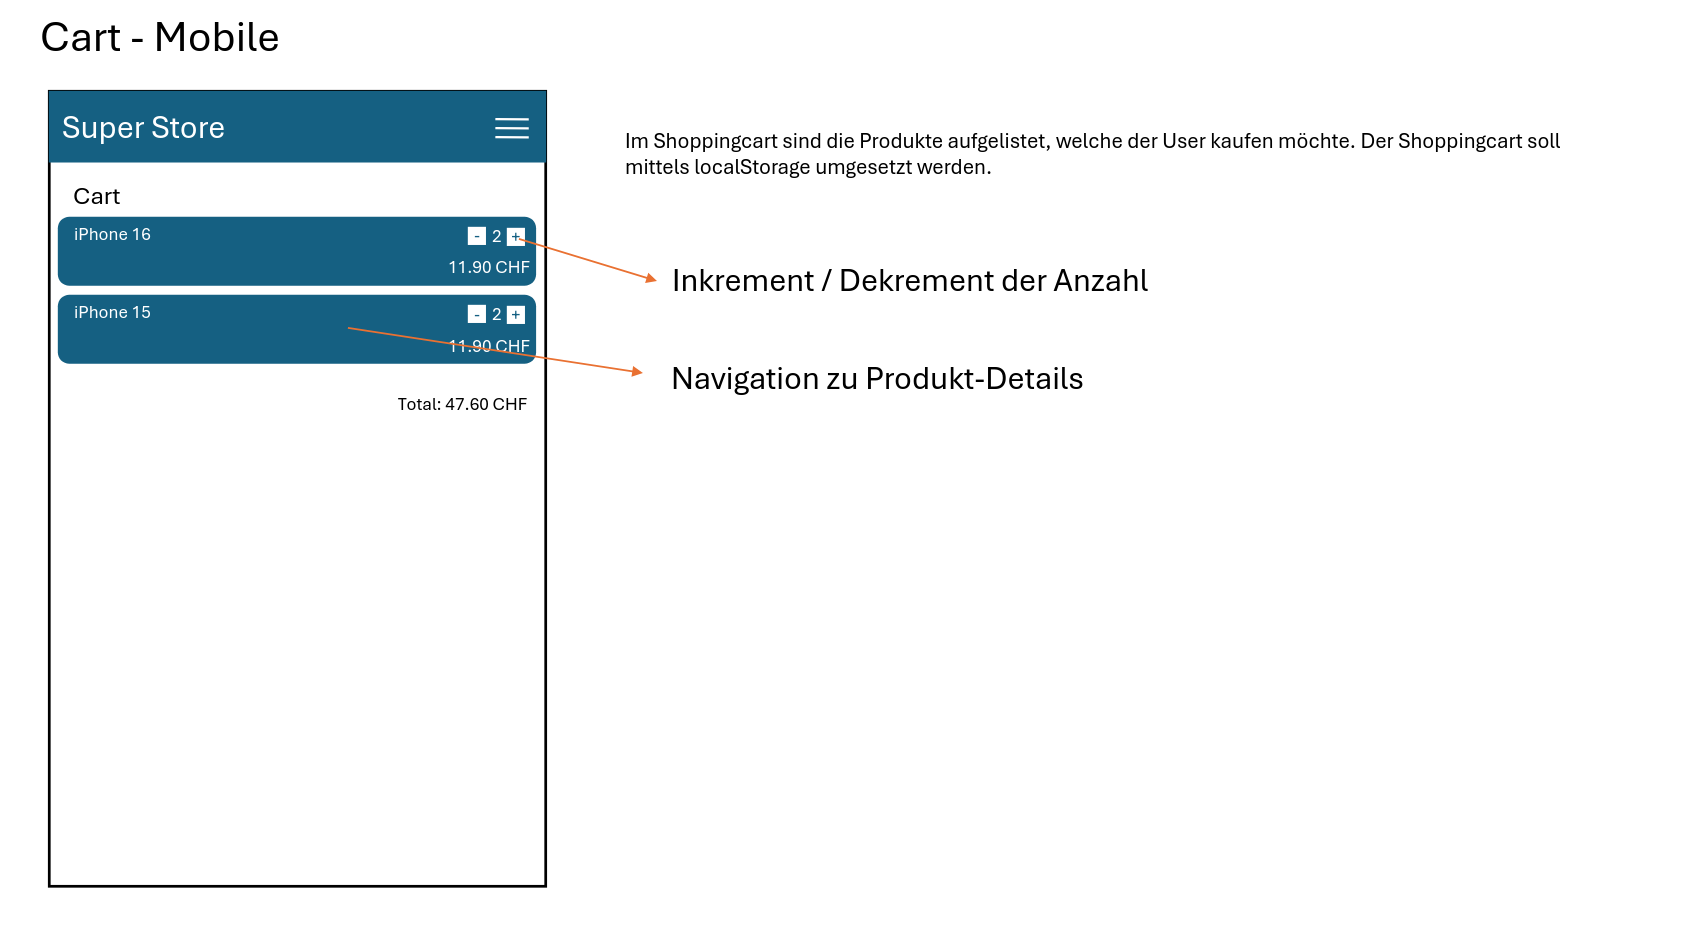 Cart - Mobile
Super Store
Im Shoppingcart sind die Produkte aufgelistet, welche der User kaufen möchte. Der Shoppingcart soll
mittels localStorage umgesetzt werden.
Cart
iPhone 16 - 2 +
11.90 CHF
Inkrement / Dekrement der Anzahl
iPhone 15 - 2 +
11.90 CHF
Navigation zu Produkt-Details
Total: 47.60 CHF